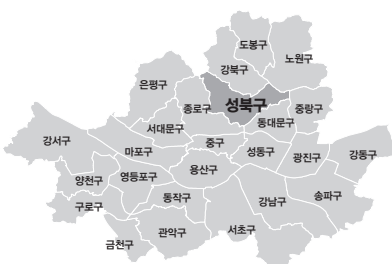 도봉구
노원구
강북구
은평구
성북구
종로구
중랑구
동대문구
서대문구
강서구
중구
성동구
마포구
강동구
광진구
용산구
영등포구
양천구
동작구
송파구
강남구
구로구
서초구
관악구
금천구